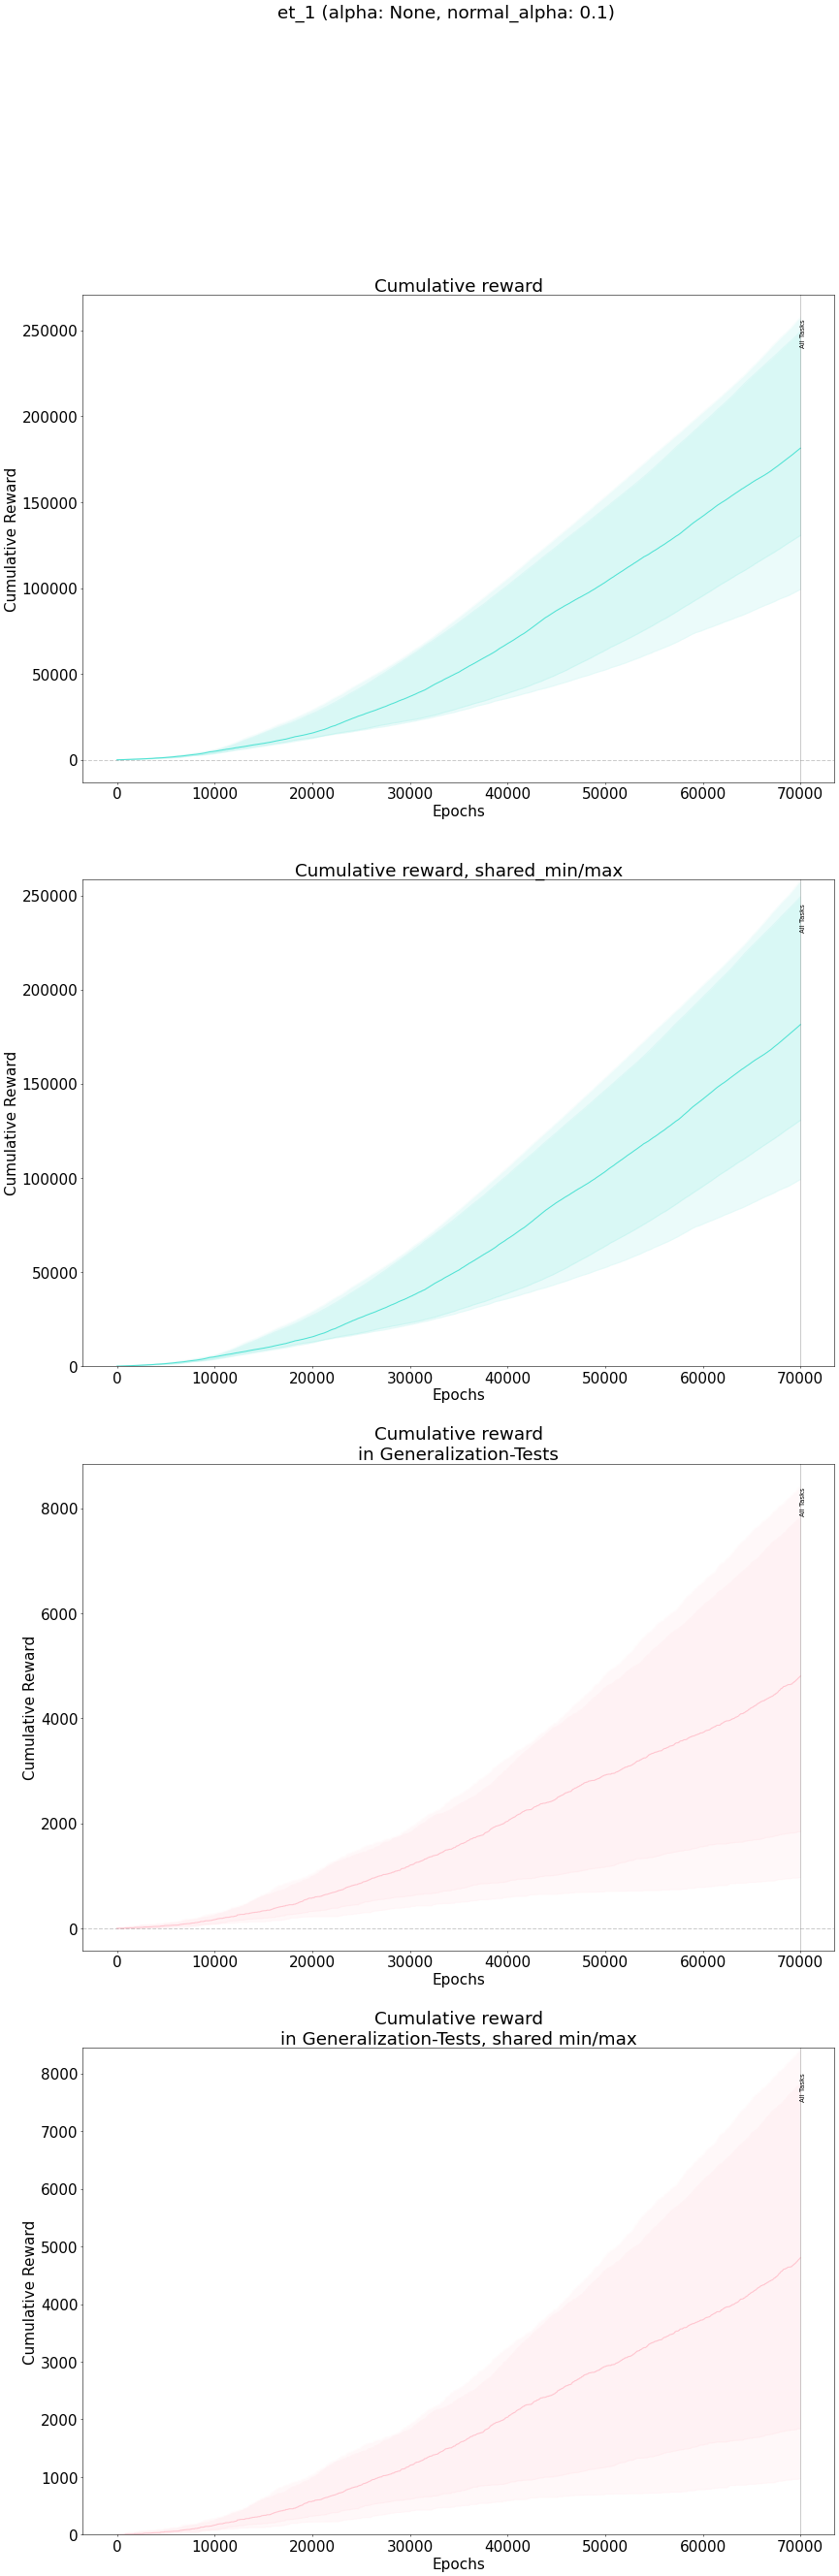 et_1 (alpha: None, normal_alpha: 0.1)
Cumulative reward
250000
200000
150000
100000
50000
0
Cumulative Reward
All Tasks
0 10000 20000 30000 40000 50000 60000 70000
Epochs
Cumulative reward, shared_min/max
250000
200000
150000
100000
50000
0
Cumulative Reward
All Tasks
0 10000 20000 30000 40000 50000 60000 70000
Epochs
Cumulative reward
in Generalization-Tests
8000
6000
4000
2000
0
Cumulative Reward
All Tasks
0 10000 20000 30000 40000 50000 60000 70000
Epochs
Cumulative reward
in Generalization-Tests, shared min/max
8000
7000
6000
5000
4000
3000
2000
1000
0
Cumulative Reward
All Tasks
0 10000 20000 30000 40000 50000 60000 70000
Epochs